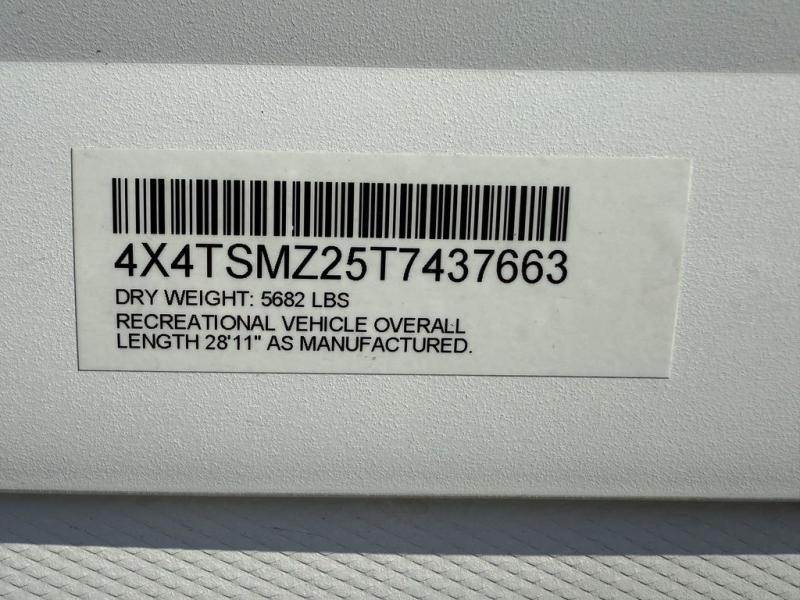 4X4TSMZ25T7437663
DRY WEIGHT: 5682 LBS
RECREATIONAL VEHICLE OVERALL
LENGTH 28'11" AS MANUFACTURED.